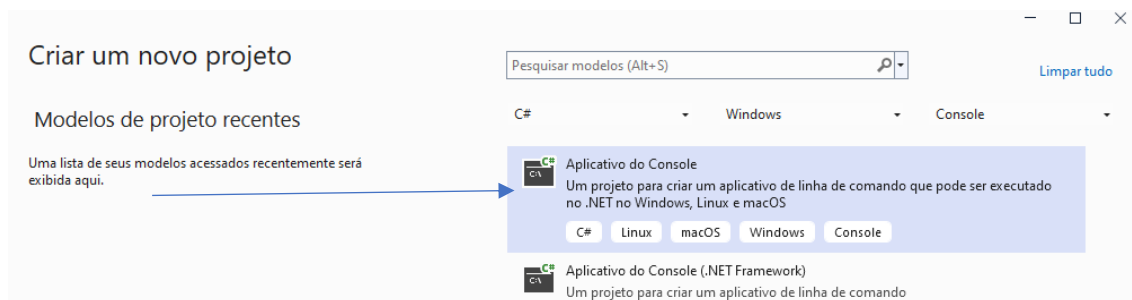 Criar um novo projeto
Pesquisar modelos (Alt+S)
Limpar tudo
Modelos de projeto recentes
C# Windows Console
Uma lista de seus modelos acessados recentemente será
exibida aqui.
C# C:\ Aplicativo do Console
Um projeto para criar um aplicativo de linha de comando que pode ser executado
no .NET no Windows, Linux e macOS
C# Linux macOS Windows Console
C# C:\ Aplicativo do Console (.NET Framework)
Um projeto para criar um aplicativo de linha de comando